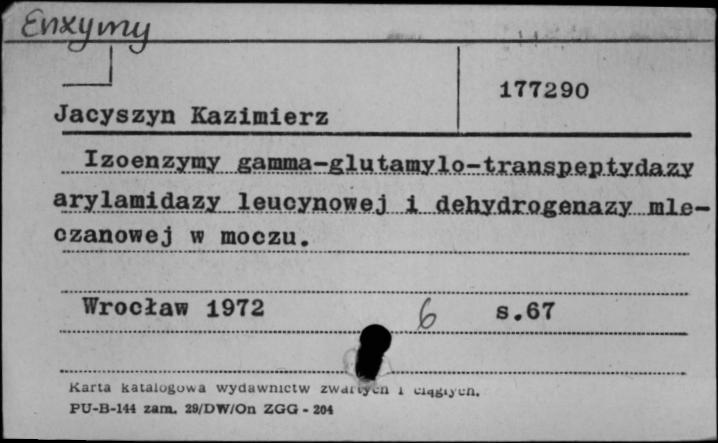 Enzymy
177290
Jacyszyn Kazimierz
Izoenzymy gamma-glutamylo-transpeptydazy
arylamidazy leucynowej i dehydrogenazy mle-
czanowej w moczu.
Wrocław 1972 6 s.67
Karta katalogowa wydawnictw zwartych i ciągłych.
PU-B-144 zam. 29/DW/On ZGG - 204